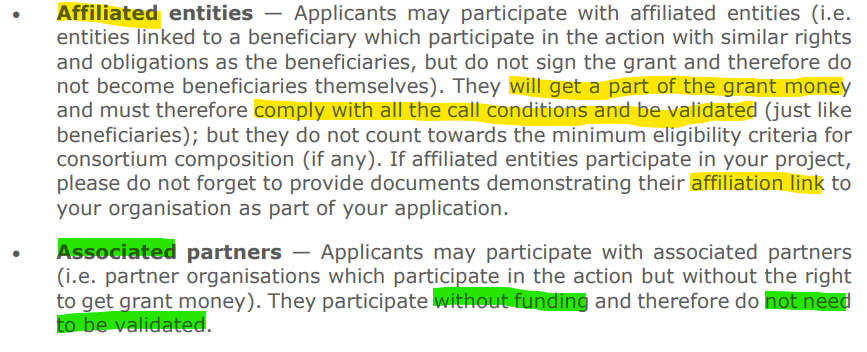 • Affiliated entities — Applicants may participate with affiliated entities (i.e.
entities linked to a beneficiary which participate in the action with similar rights
and obligations as the beneficiaries, but do not sign the grant and therefore do
not become beneficiaries themselves). They will get a part of the grant money
and must therefore comply with all the call conditions and be validated (just like
beneficiaries); but they do not count towards the minimum eligibility criteria for
consortium composition (if any). If affiliated entities participate in your project,
please do not forget to provide documents demonstrating their affiliation link to
your organisation as part of your application.
• Associated partners — Applicants may participate with associated partners
(i.e. partner organisations which participate in the action but without the right
to get grant money). They participate without funding and therefore do not need
to be validated.